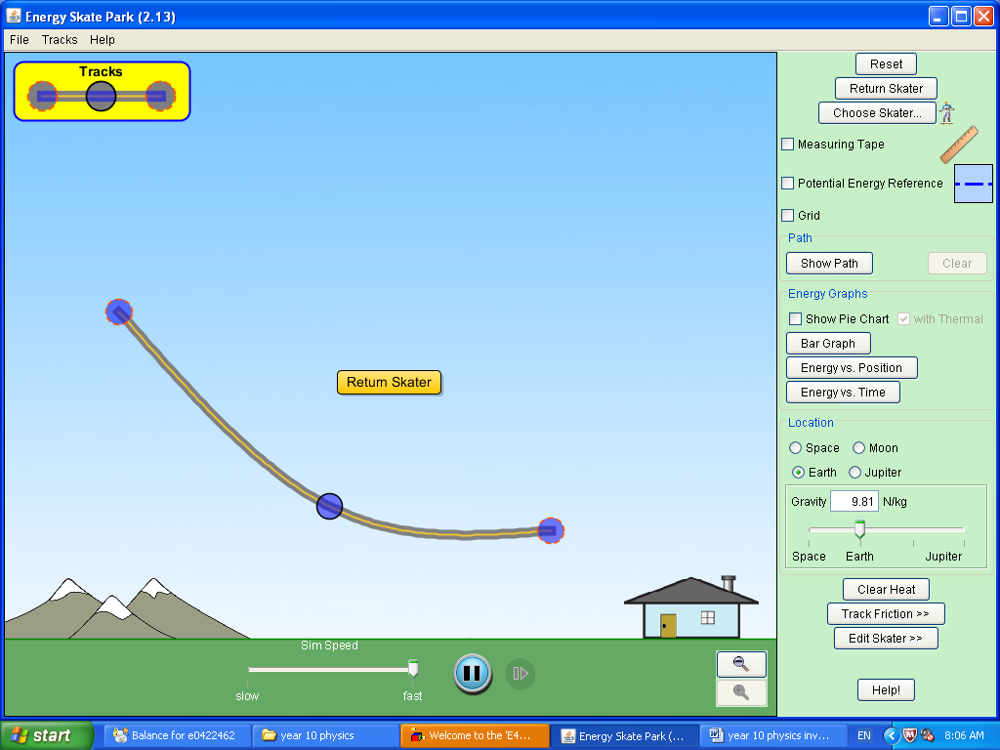 Energy Skate Park (2.13)
File Tracks Help
Tracks
Reset
Return Skater
Choose Skater...
Measuring Tape
Potential Energy Reference
Grid
Path
Show Path Clear
Energy Graphs
Show Pie Chart with Thermal
Bar Graph
Energy vs. Position
Return Skater
Energy vs. Time
Location
Space Moon
Earth Jupiter
Gravity 9.81 N/kg
Space Earth Jupiter
Clear Heat
Track Friction >>
Edit Skater >>
Sim Speed
slow fast
Help!
start Balance for e0422462 year 10 physics Welcome to the 'E4... Energy Skate Park (... year 10 physics inv... EN 8:06 AM